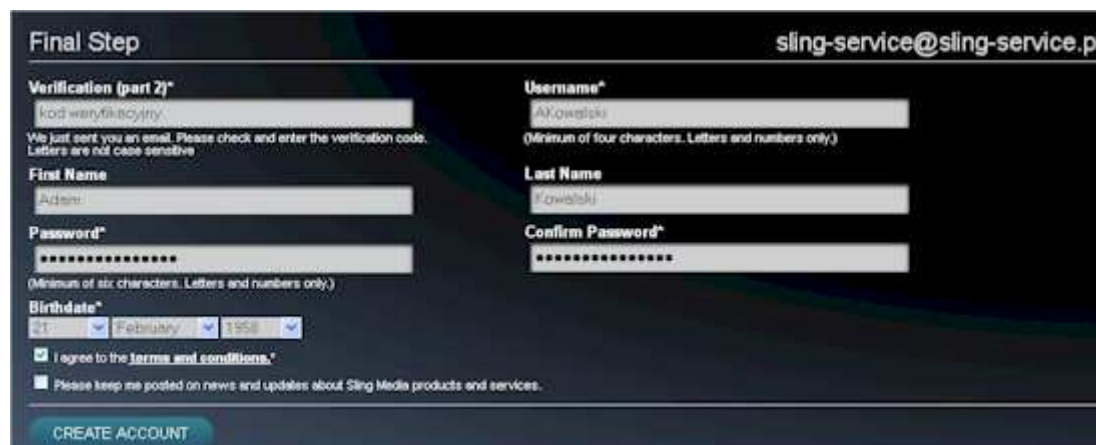 Final Step
sling-service@sling-service.p
Verification (part 2)*
Username*
kod weryfikacyjny
AKowalski
We just sent you an email. Please check and enter the verification code.
Letters are not case sensitive
(Minimum of four characters. Letters and numbers only.)
First Name
Last Name
Adam
Kowalski
Password*
Confirm Password*
•••••••••••••••
•••••••••••••••
(Minimum of six characters. Letters and numbers only.)
Birthdate*
21 February 1958
I agree to the terms and conditions.*
Please keep me posted on news and updates about Sling Media products and services.
CREATE ACCOUNT